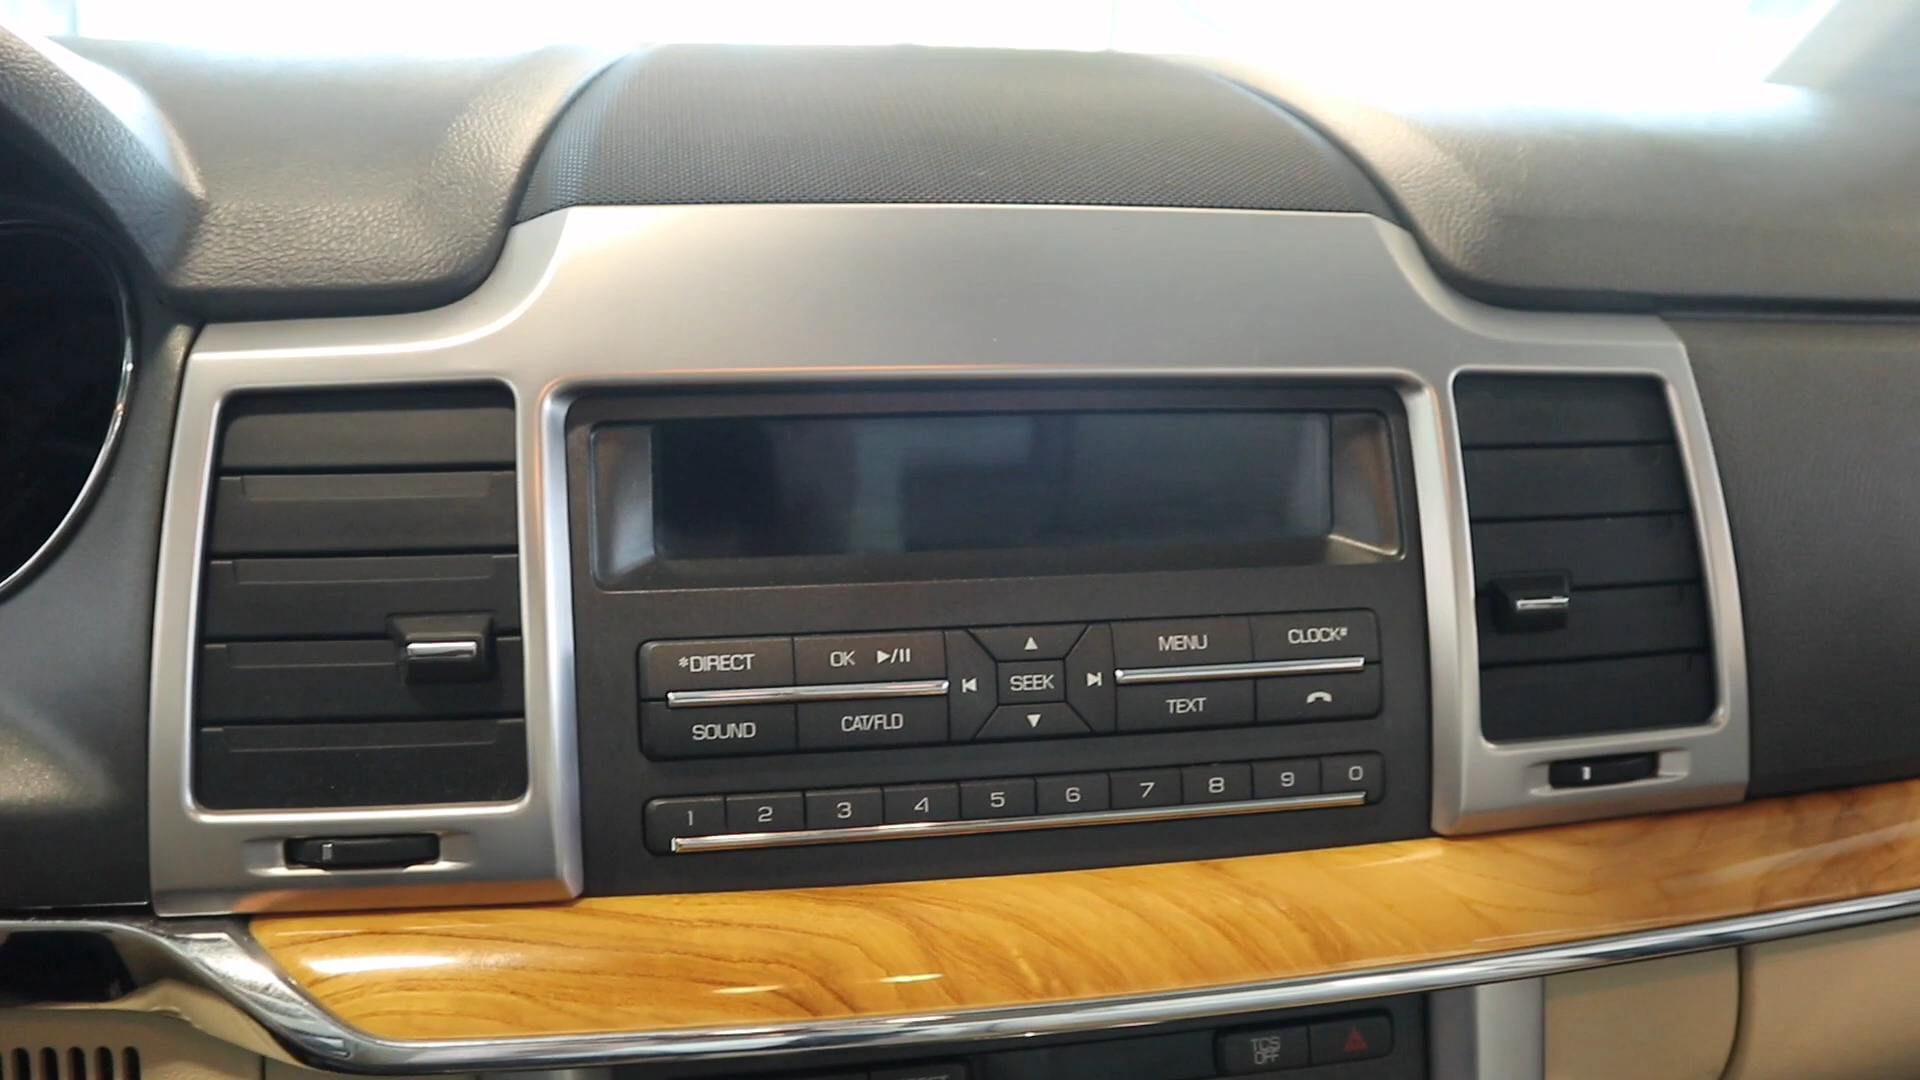 *DIRECT OK ▶/II ▲ MENU CLOCK#
SEEK
SOUND CAT/FLD ▼ TEXT
1 2 3 4 5 6 7 8 9 0
TCS
OFF